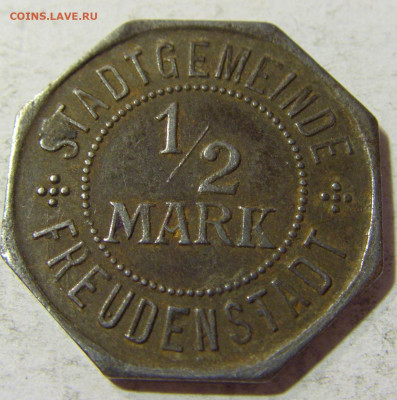 COINS.LAVE.RU
STADTGEMEINDE
1/2
MARK
FREUDENSTADT